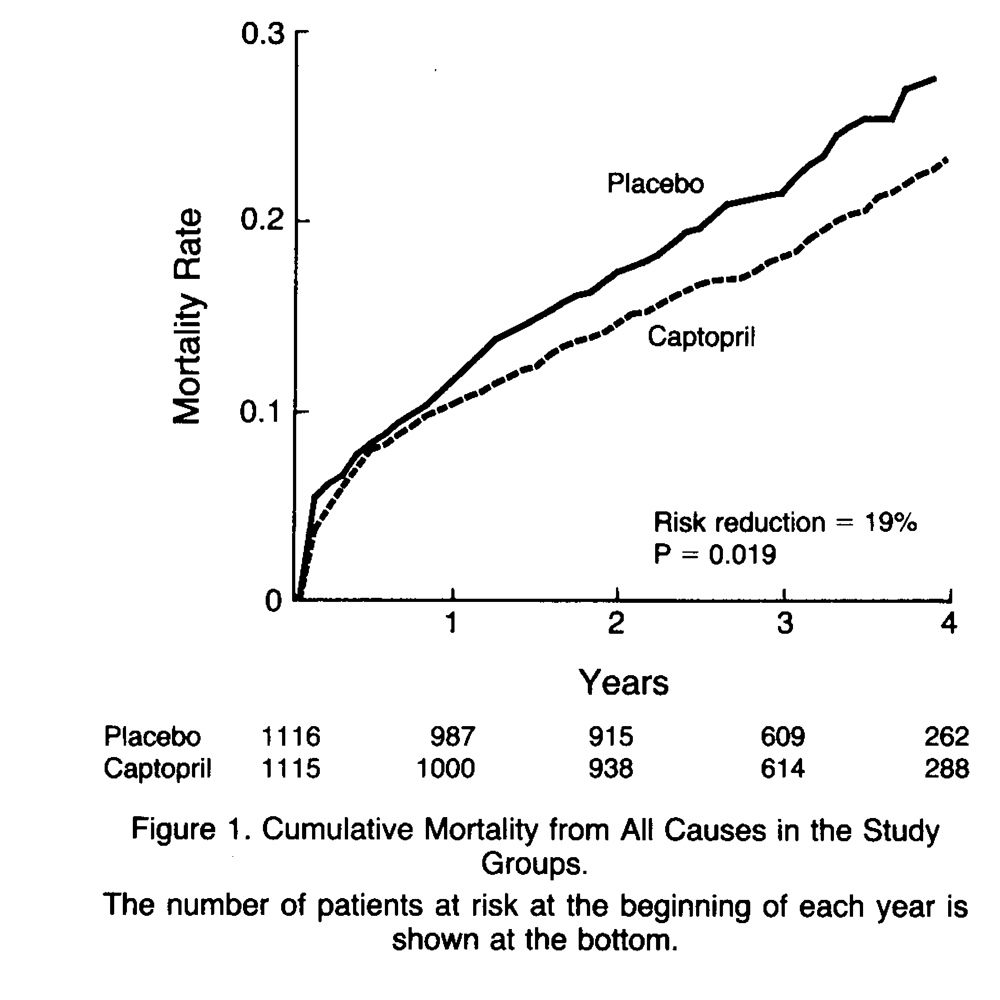 0.3
Placebo
0.2
Mortality Rate
Captopril
0.1
Risk reduction = 19%
P = 0.019
0
1 2 3 4
Years
Placebo 1116 987 915 609 262
Captopril 1115 1000 938 614 288
Figure 1. Cumulative Mortality from All Causes in the Study
Groups.
The number of patients at risk at the beginning of each year is
shown at the bottom.